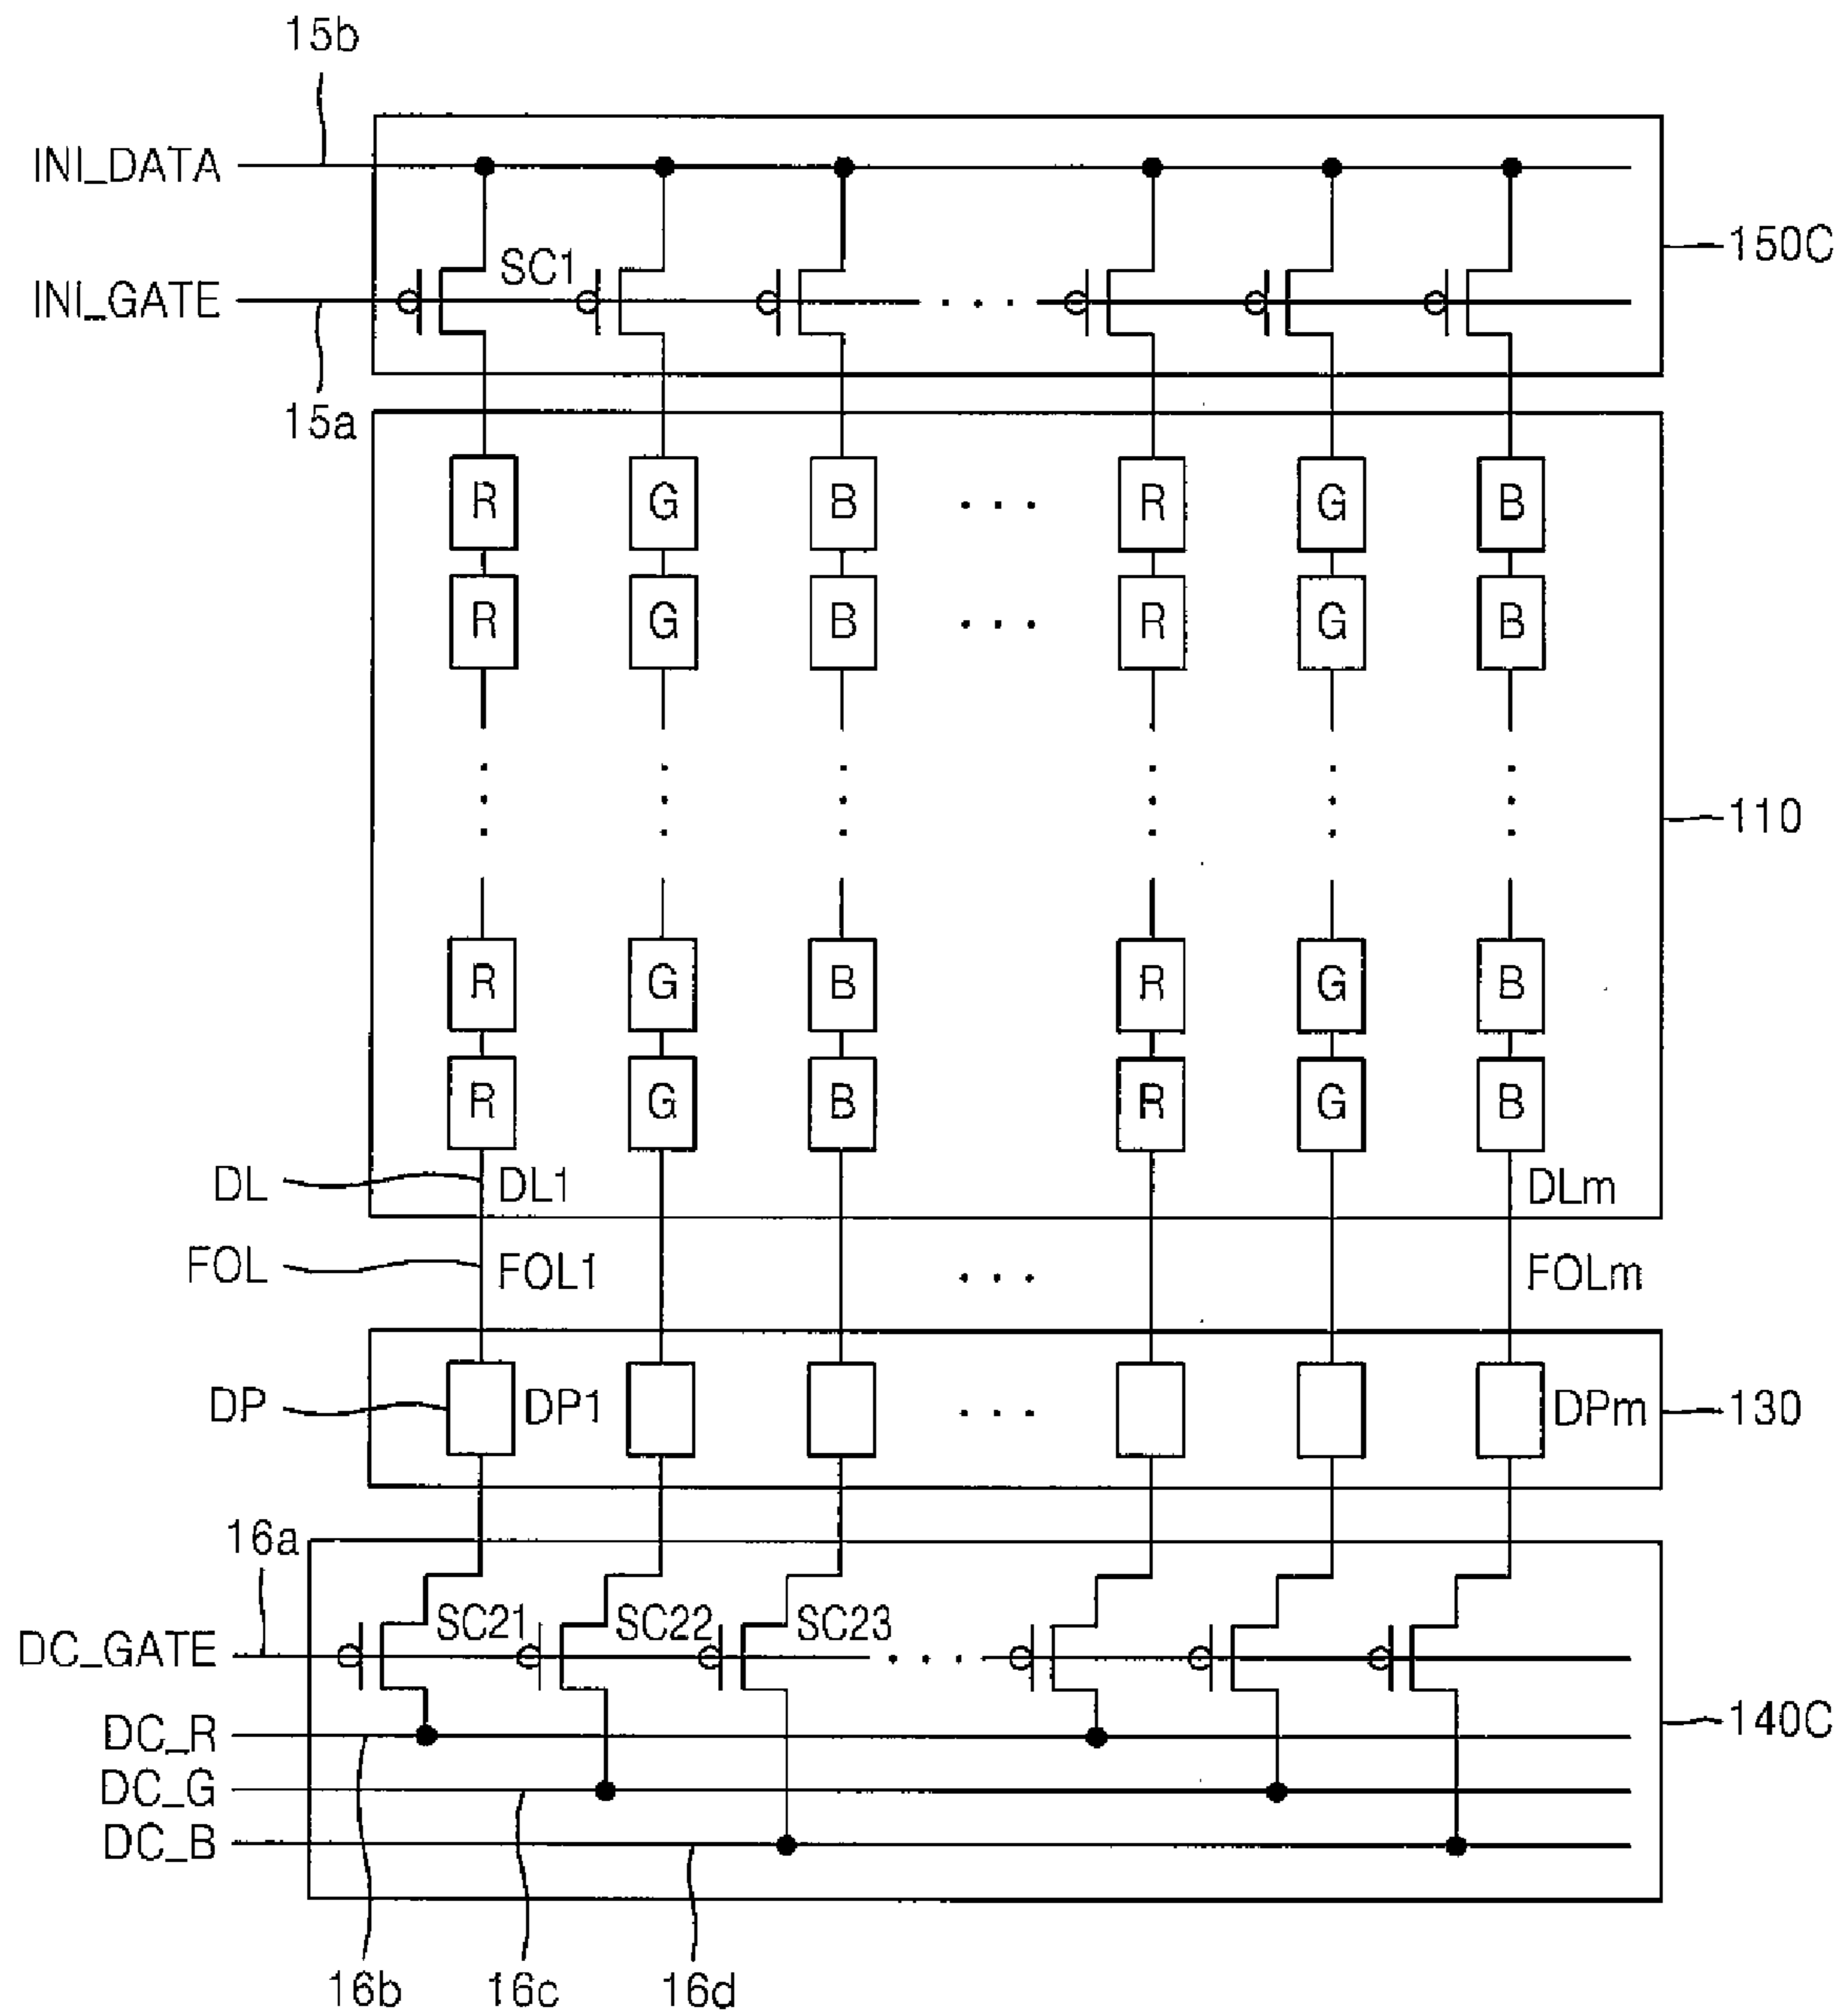 15b
INI_DATA
150C
SC1
INI_GATE
15a
R G B ... R G B
R G B ... R G B
110
R G B R G B
R G B R G B
DL DL1 DLm
FOL FOL1 ... FOLm
DP DP1 ... DPm 130
16a
SC21 SC22 SC23
DC_GATE ...
DC_R 140C
DC_G
DC_B
16b 16c 16d